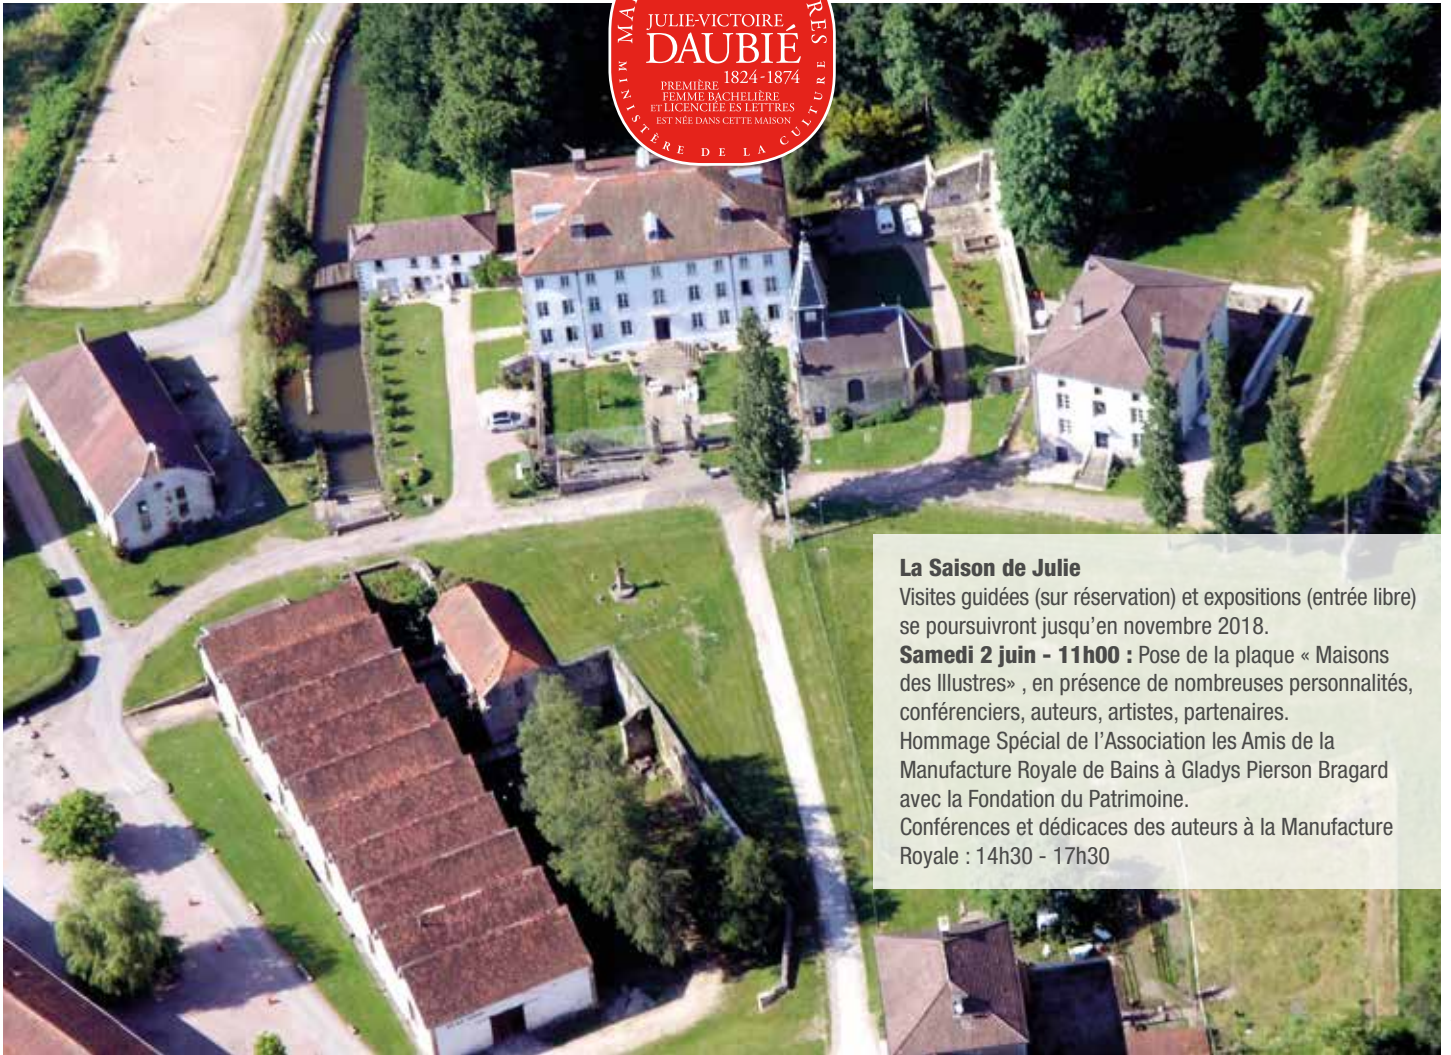 JULIE-VICTOIRE
DAUBIÉ
1824-1874
PREMIÈRE
FEMME BACHELIÈRE
ET LICENCIÉE ES LETTRES
EST NÉE DANS CETTE MAISON
MINISTÈRE DE LA CULTURE
La Saison de Julie
Visites guidées (sur réservation) et expositions (entrée libre)
se poursuivront jusqu’en novembre 2018.
Samedi 2 juin - 11h00 : Pose de la plaque « Maisons
des Illustres» , en présence de nombreuses personnalités,
conférenciers, auteurs, artistes, partenaires.
Hommage Spécial de l’Association les Amis de la
Manufacture Royale de Bains à Gladys Pierson Bragard
avec la Fondation du Patrimoine.
Conférences et dédicaces des auteurs à la Manufacture
Royale : 14h30 - 17h30